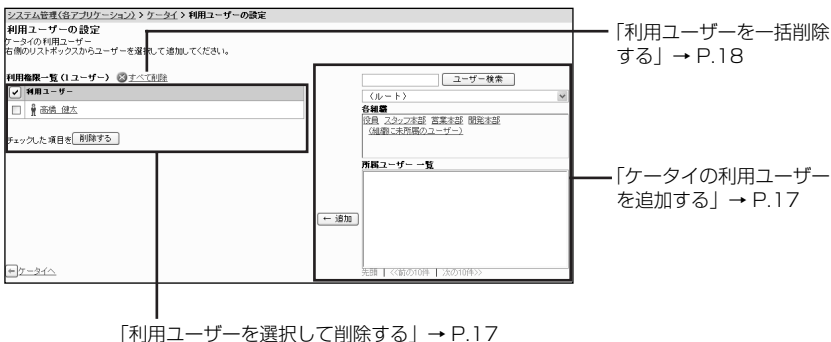 システム管理(各アプリケーション) > ケータイ > 利用ユーザーの設定
利用ユーザーの設定
ケータイの利用ユーザー
右側のリストボックスからユーザーを選択して追加してください。
利用権限一覧 (1ユーザー) すべて削除
利用ユーザー
高橋 健太
チェックした項目を 削除する
ケータイへ
ユーザー検索
(ルート)
各組織
役員 スタッフ本部 営業本部 開発本部
(組織に未所属のユーザー)
所属ユーザー 一覧
← 追加
先頭 | <<前の10件 | 次の10件>>
「利用ユーザーを一括削除
する」→ P.18
「ケータイの利用ユーザー
を追加する」→ P.17
「利用ユーザーを選択して削除する」→ P.17